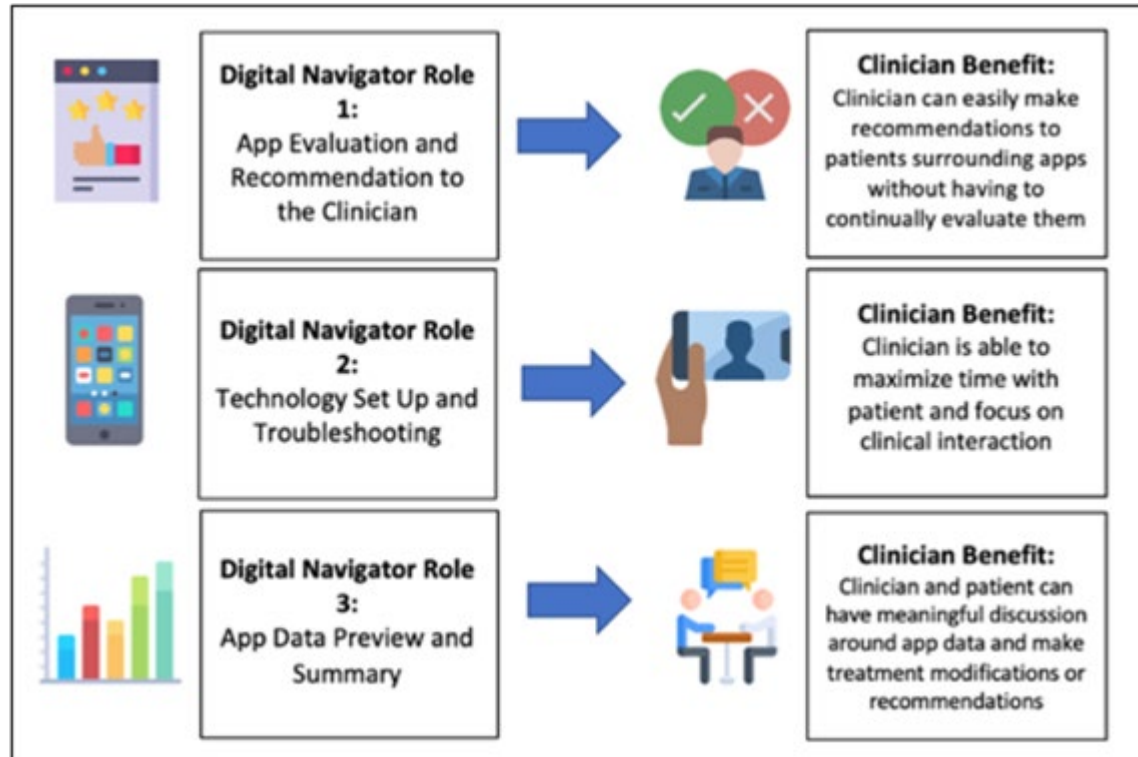 Digital Navigator Role
1:
App Evaluation and
Recommendation to
the Clinician
Clinician Benefit:
Clinician can easily make
recommendations to
patients surrounding apps
without having to
continually evaluate them
Digital Navigator Role
2:
Technology Set Up and
Troubleshooting
Clinician Benefit:
Clinician is able to
maximize time with
patient and focus on
clinical interaction
Digital Navigator Role
3:
App Data Preview and
Summary
Clinician Benefit:
Clinician and patient can
have meaningful discussion
around app data and make
treatment modifications or
recommendations